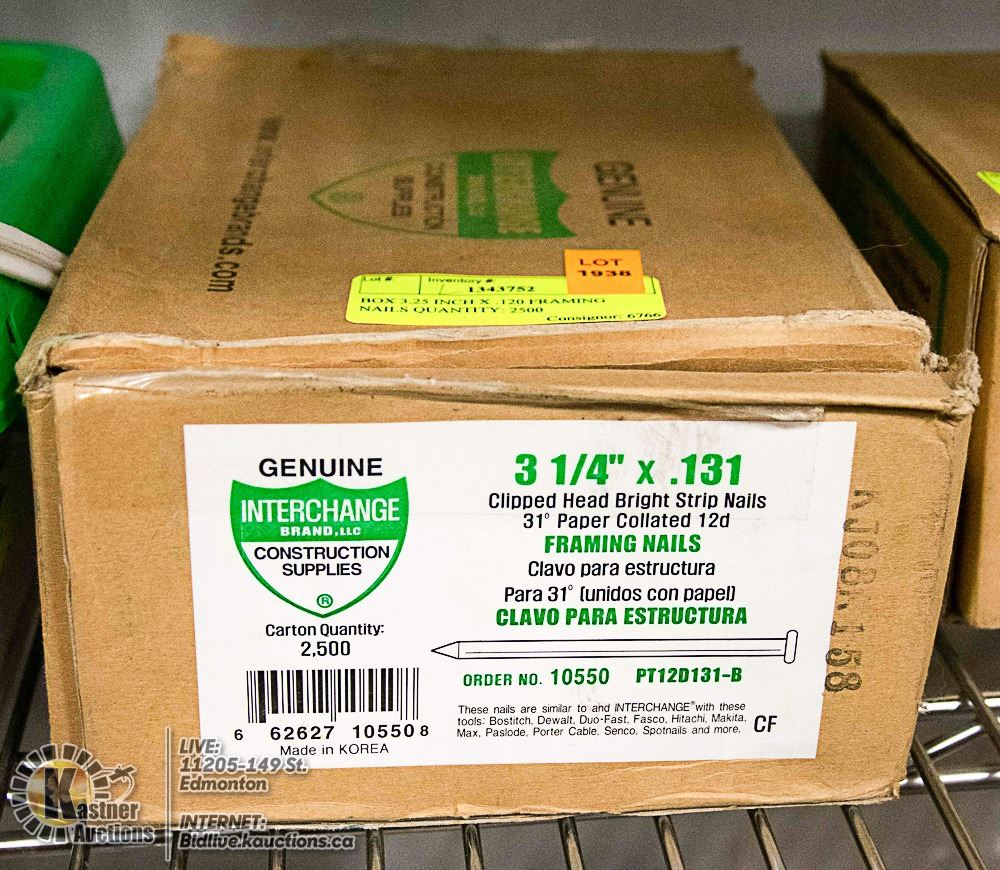 www.interchangebrands.com
GENUINE
INTERCHANGE
CONSTRUCTION
SUPPLIES
LOT
1938
Lot #: Inventory #:
1343752
BOX 3.25 INCH X .120 FRAMING
NAILS QUANTITY: 2500
Consignor: 6766
GENUINE
INTERCHANGE
BRAND, LLC
CONSTRUCTION
SUPPLIES
®
Carton Quantity:
2,500
6 62627 10550 8
Made in KOREA
3 1/4" x .131
Clipped Head Bright Strip Nails
31° Paper Collated 12d
FRAMING NAILS
Clavo para estructura
Para 31° (unidos con papel)
CLAVO PARA ESTRUCTURA
ORDER NO. 10550 PT12D131-B
These nails are similar to and INTERCHANGE® with these
tools: Bostitch, Dewalt, Duo-Fast, Fasco, Hitachi, Makita,
Max, Paslode, Porter Cable, Senco, Spotnails and more.
CF
Kastner
Auctions
LIVE:
11205-149 St.
Edmonton
INTERNET:
Bidlive.kauctions.ca